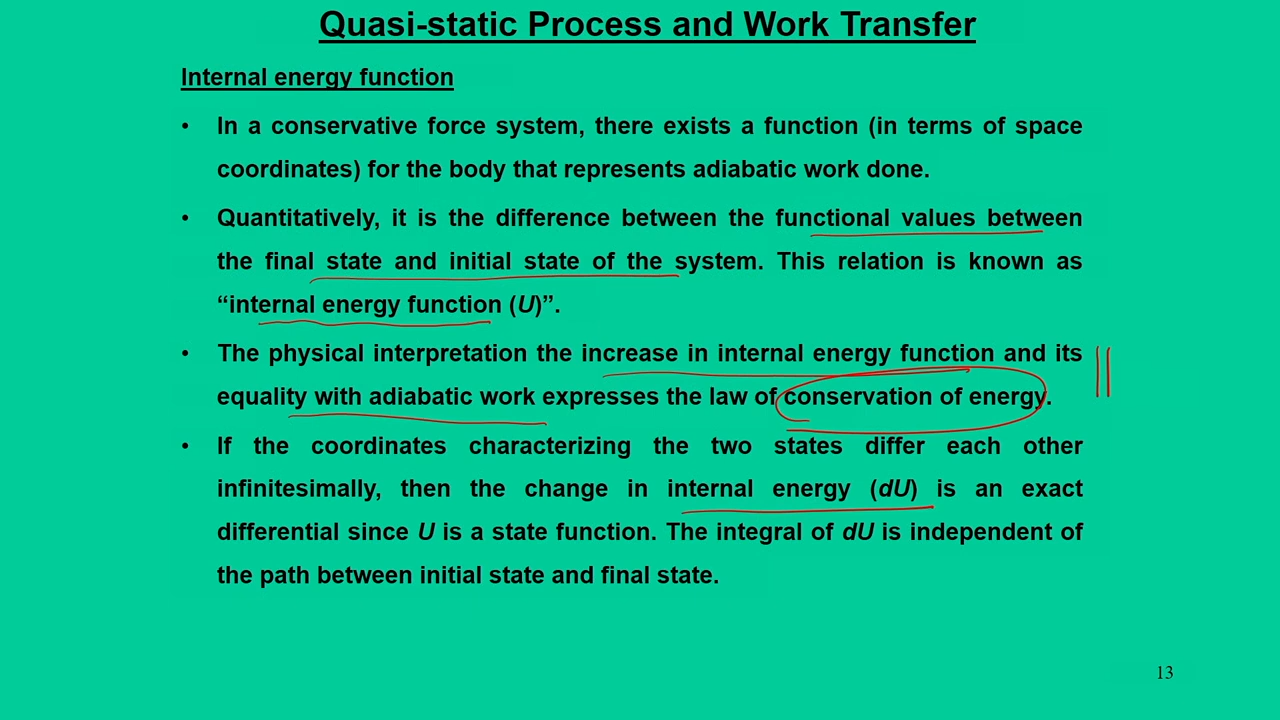 Quasi-static Process and Work Transfer
Internal energy function
• In a conservative force system, there exists a function (in terms of space
coordinates) for the body that represents adiabatic work done.
• Quantitatively, it is the difference between the functional values between
the final state and initial state of the system. This relation is known as
“internal energy function (U)”.
• The physical interpretation the increase in internal energy function and its
equality with adiabatic work expresses the law of conservation of energy.
• If the coordinates characterizing the two states differ each other
infinitesimally, then the change in internal energy (dU) is an exact
differential since U is a state function. The integral of dU is independent of
the path between initial state and final state.
13